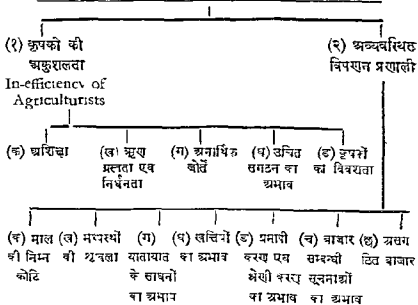 (१) कृषको की अकुशलता
In-efficiency of Agriculturists
(२) अव्यवस्थित विपणन प्रणाली
(क) अशिक्षा
(ख) ऋण ग्रस्तता एव निर्धनता
(ग) अनार्थिक जोतें
(घ) उचित सगठन का अभाव
(ङ) कृषकों की विवशता
(क) माल की निम्न कोटि
(ख) मध्यस्थों की श्रृखला
(ग) यातायात के साधनों का अभाव
(घ) खत्तियों का अभाव
(ङ) प्रमापी करण एव श्रेणी करण का अभाव
(च) बाजार सम्बन्धी सूचनाओं का अभाव
(छ) असग ठित बाजार